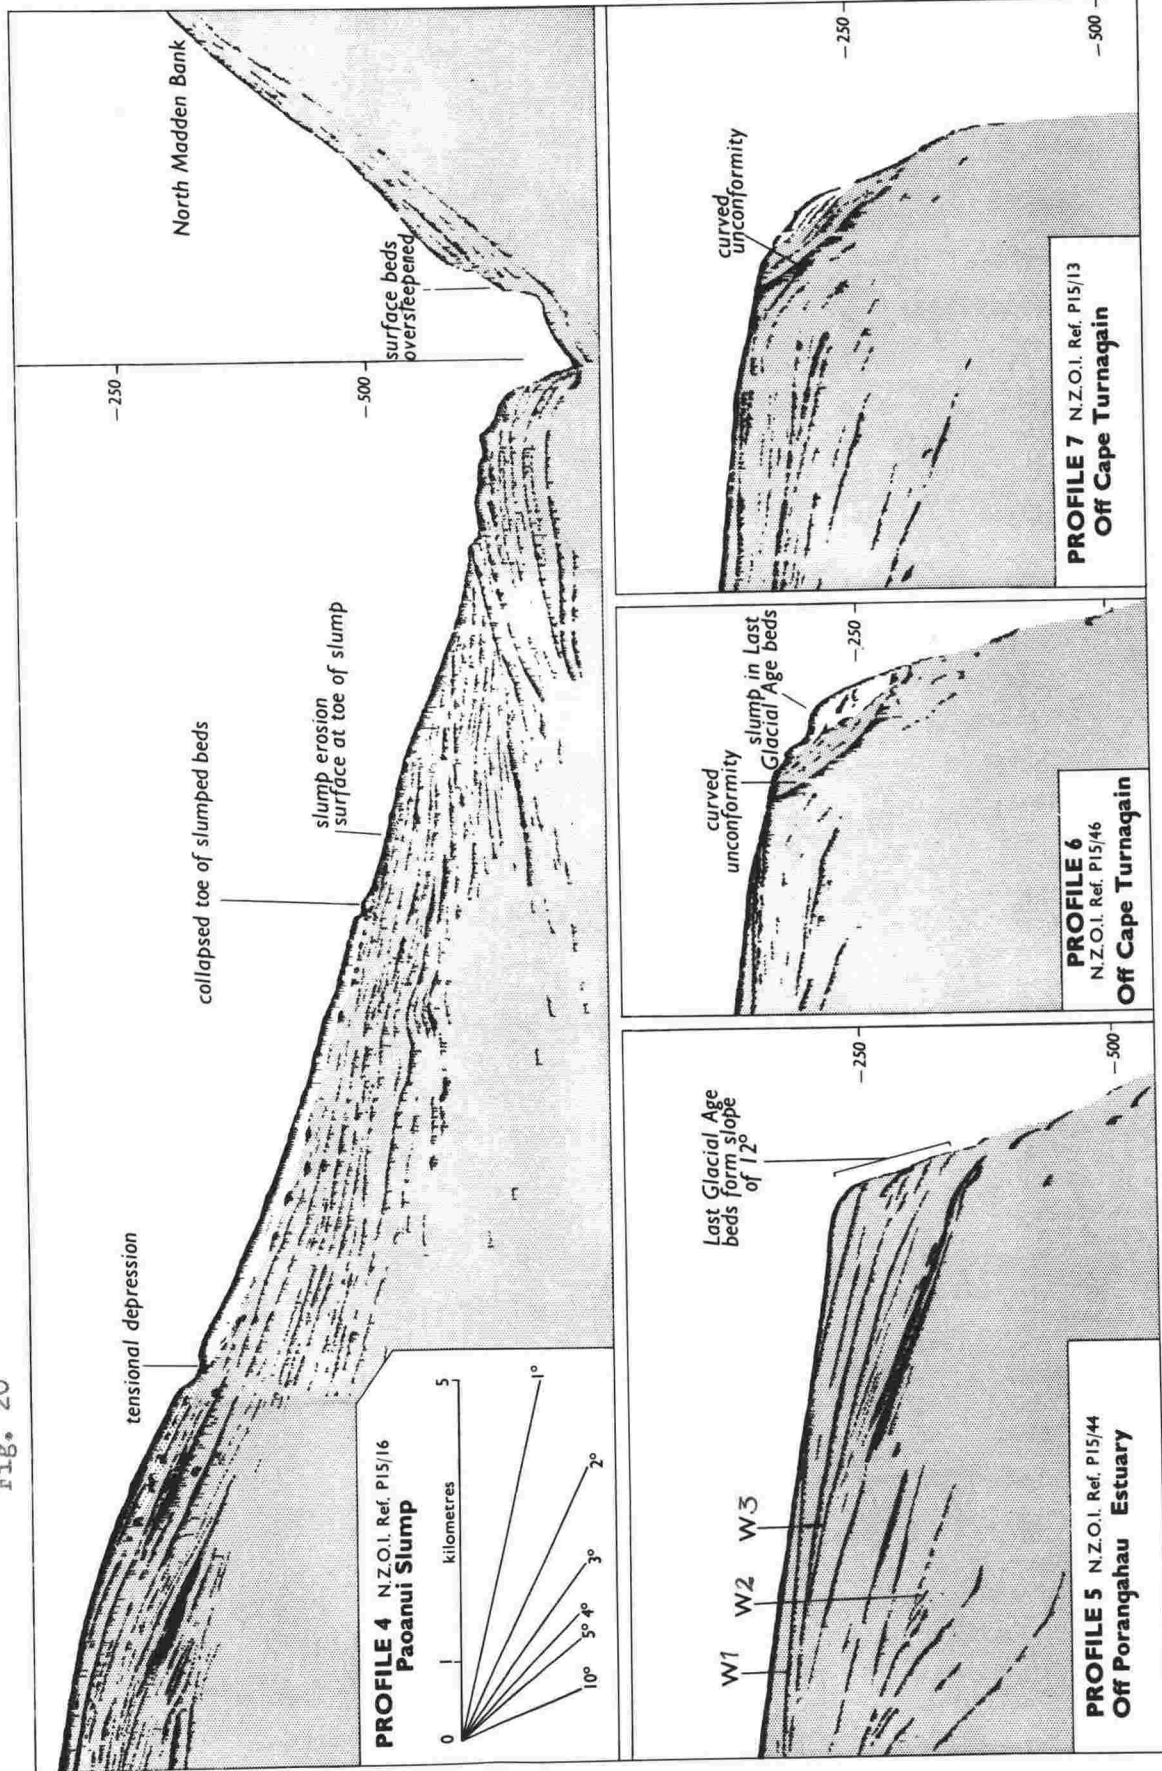 Fig. 20
North Madden Bank
surface beds
oversteepened
-250
-500
collapsed toe of slumped beds
slump erosion
surface at toe of slump
tensional depression
PROFILE 4 N.Z.O.I. Ref. P15/16
Paoanui Slump
0
1
kilometres
5
1°
2°
3°
4°
5°
10°
W1
W2
W3
Last Glacial Age
beds form slope
of 12°
-250
-500
PROFILE 5 N.Z.O.I. Ref. P15/44
Off Porangahau Estuary
curved
unconformity
slump in Last
Glacial Age beds
-250
PROFILE 6
N.Z.O.I. Ref. P15/46
Off Cape Turnagain
curved
unconformity
-250
-500
PROFILE 7 N.Z.O.I. Ref. P15/13
Off Cape Turnagain